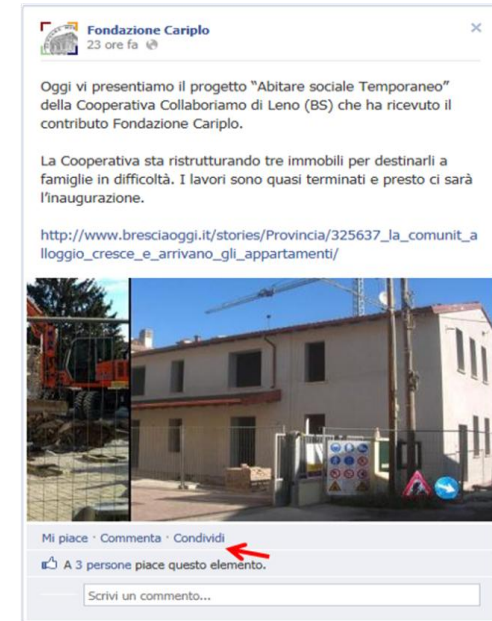 Fondazione Cariplo
23 ore fa
Oggi vi presentiamo il progetto “Abitare sociale Temporaneo”
della Cooperativa Collaboriamo di Leno (BS) che ha ricevuto il
contributo Fondazione Cariplo.
La Cooperativa sta ristrutturando tre immobili per destinarli a
famiglie in difficoltà. I lavori sono quasi terminati e presto ci sarà
l’inaugurazione.
http://www.bresciaoggi.it/stories/Provincia/325637_la_comunit_a
lloggio_cresce_e_arrivano_gli_appartamenti/
Mi piace · Commenta · Condividi
A 3 persone piace questo elemento.
Scrivi un commento...